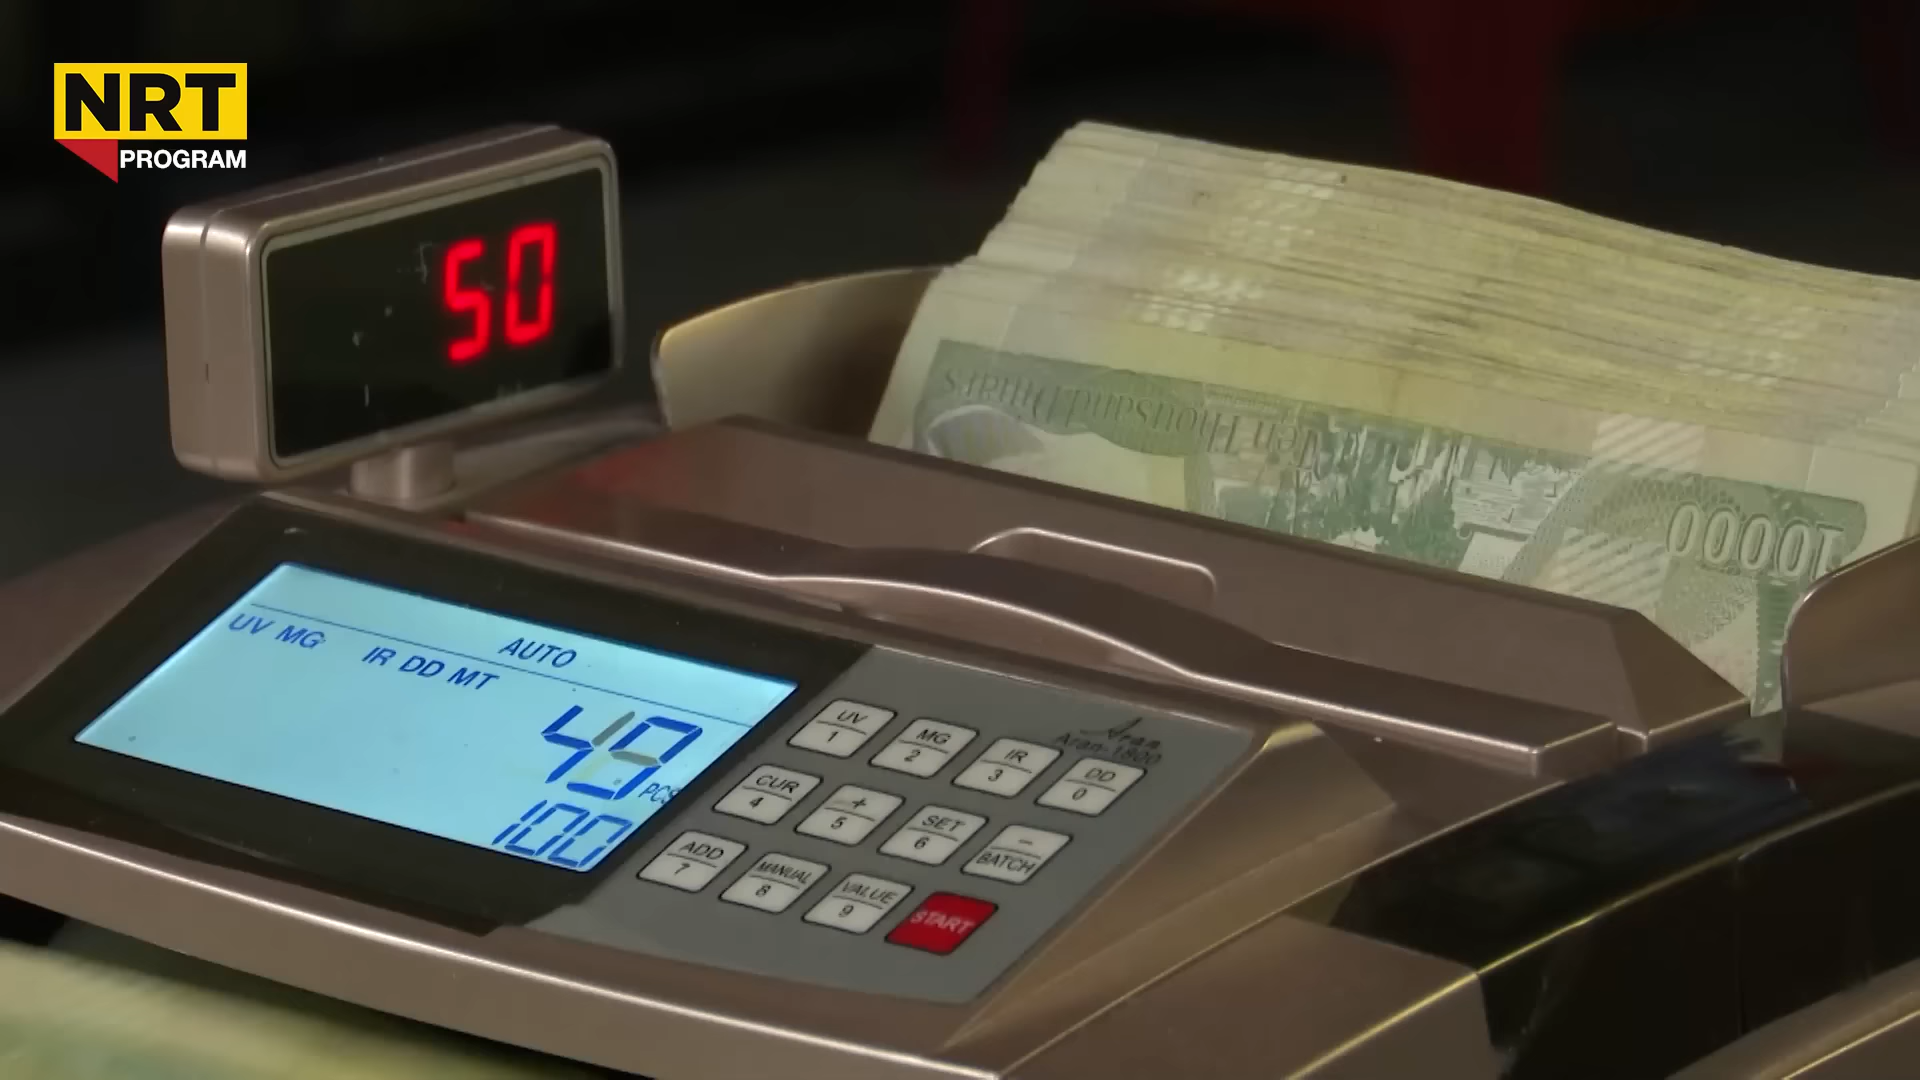 NRT
PROGRAM
50
AUTO
UV MG IR DD MT
49 PCS
100
Aran
Aran-1800
UV 1
MG 2
IR 3
DD 0
CUR 4
+ 5
SET 6
- BATCH
ADD 7
MANUAL 8
VALUE 9
START
Ten Thousand Dinars
10000